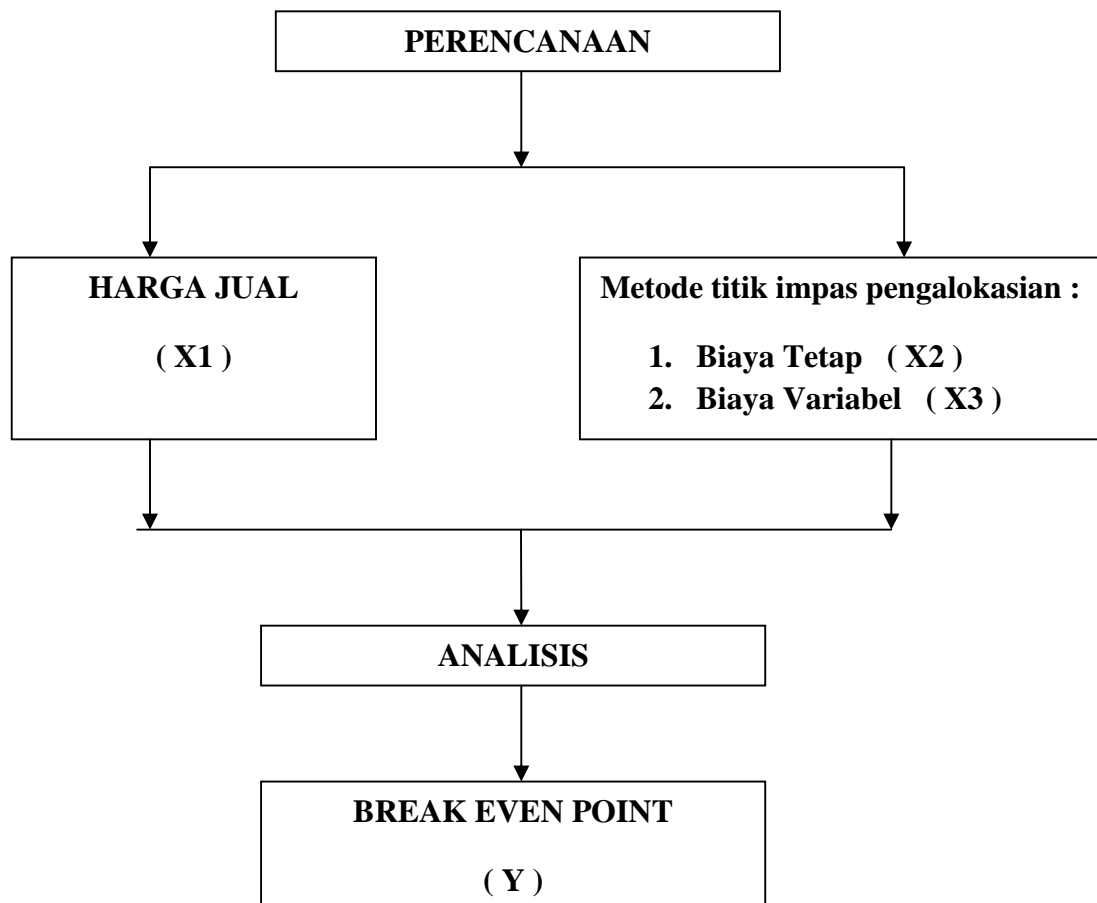 PERENCANAAN
HARGA JUAL
( X1 )
Metode titik impas pengalokasian :
1. Biaya Tetap ( X2 )
2. Biaya Variabel ( X3 )
ANALISIS
BREAK EVEN POINT
( Y )